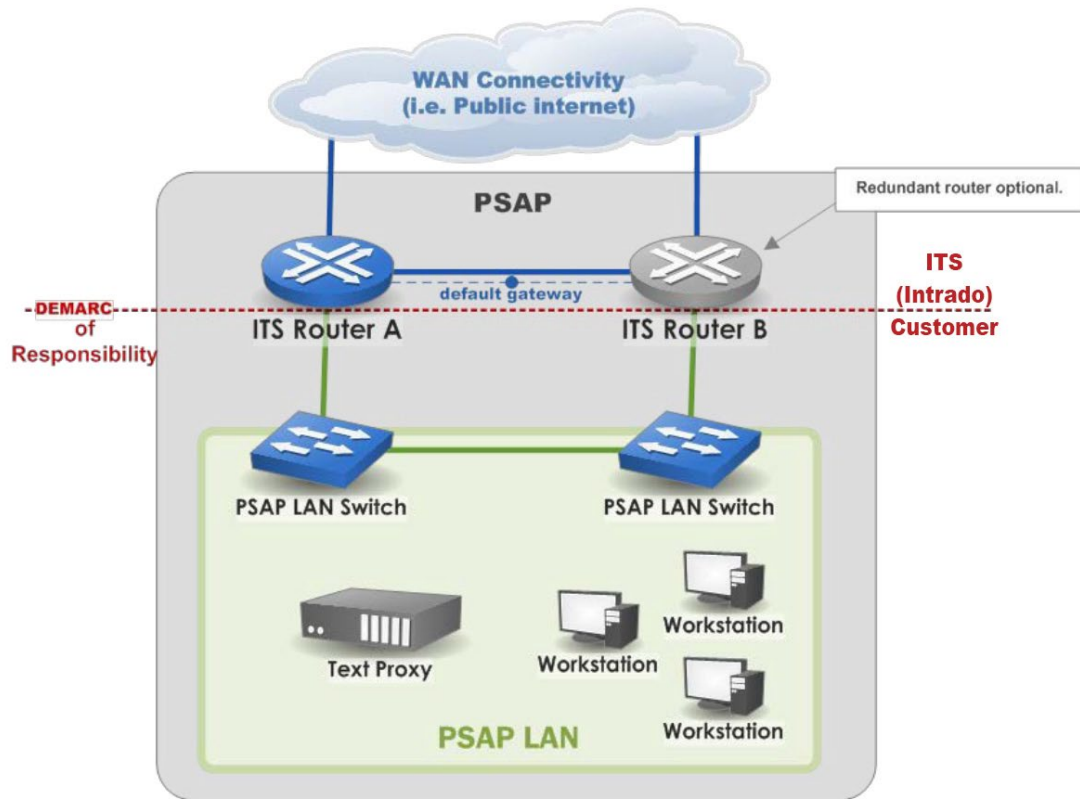 WAN Connectivity
(i.e. Public internet)
Redundant router optional.
PSAP
default gateway
ITS
(Intrado)
DEMARC
of
Responsibility
ITS Router A
ITS Router B
Customer
PSAP LAN Switch
PSAP LAN Switch
Text Proxy
Workstation
Workstation
Workstation
PSAP LAN